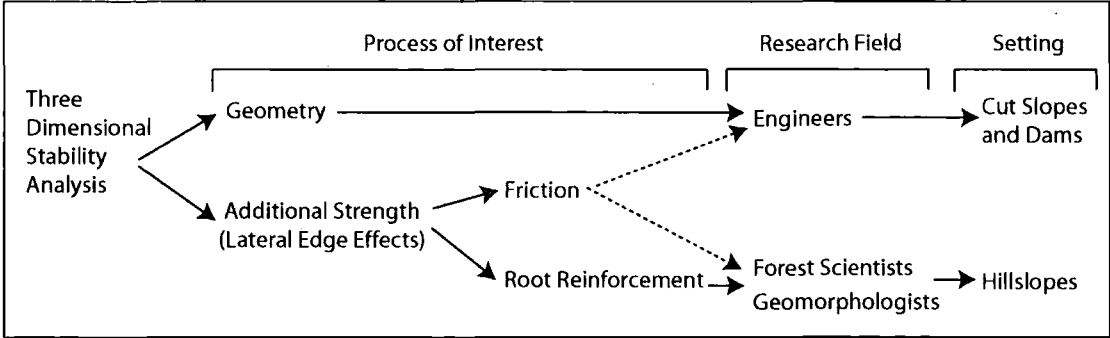 Process of Interest
Research Field
Setting
Three
Dimensional
Stability
Analysis
Geometry
Engineers
Cut Slopes
and Dams
Additional Strength
(Lateral Edge Effects)
Friction
Root Reinforcement
Forest Scientists
Geomorphologists
Hillslopes